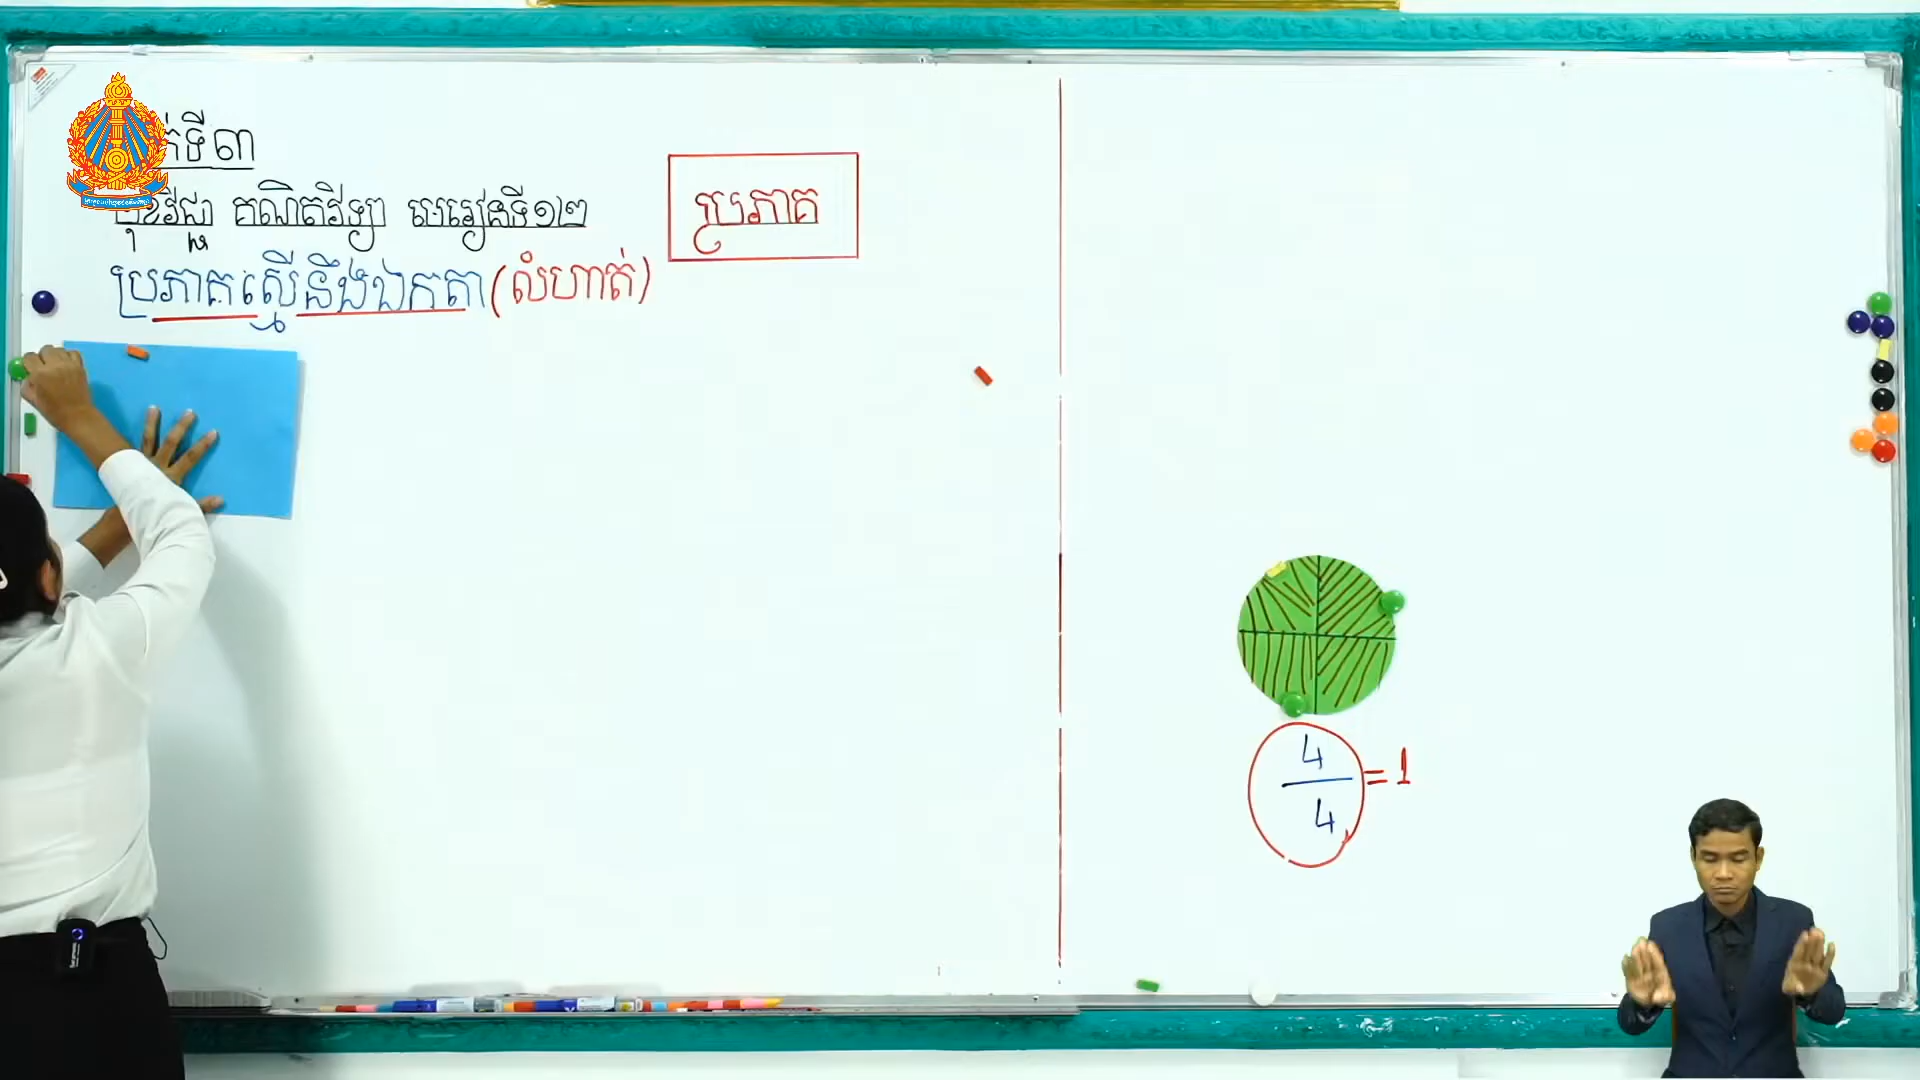 ទី៣
មុខវិជ្ជា គណិតវិទ្យា មេរៀនទី១២
ប្រភាគ
ប្រភាគស្មើនឹងឯកតា (លំហាត់)
4
4
=1